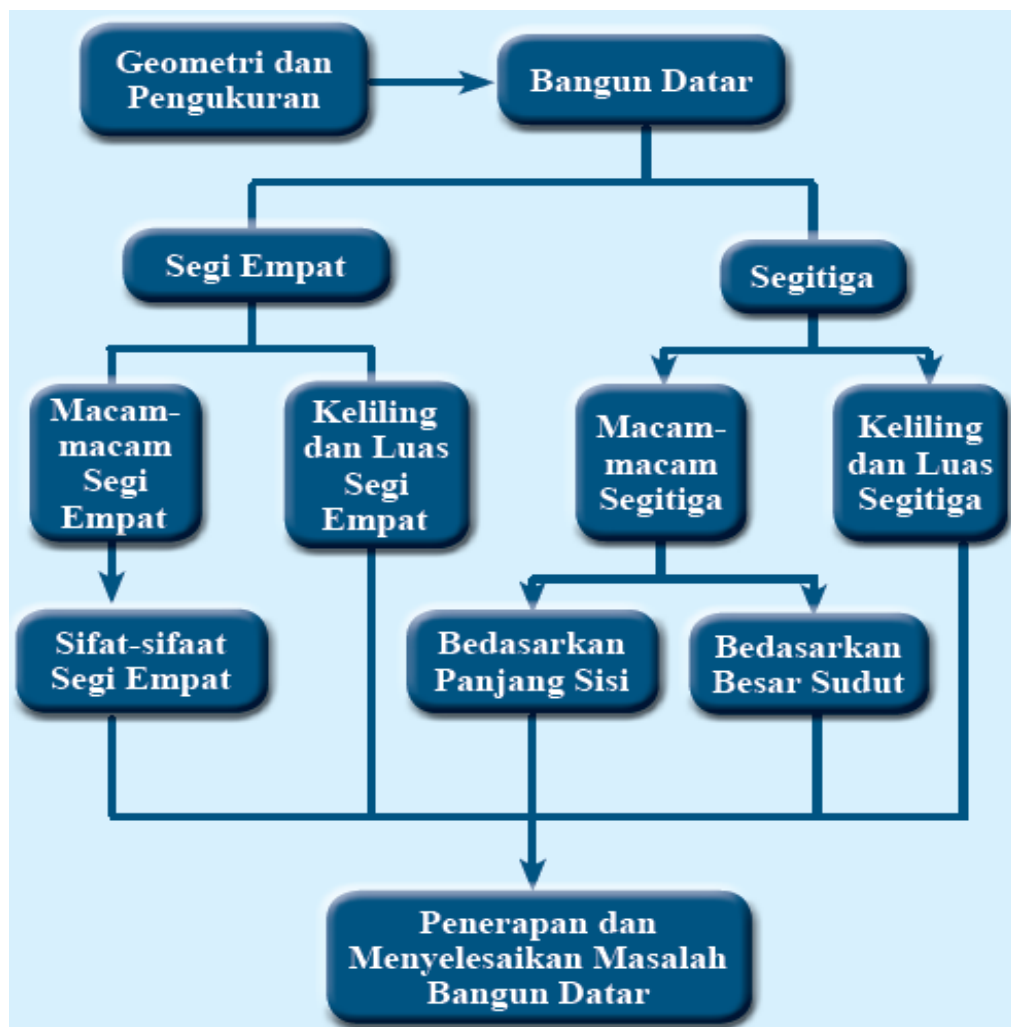 Geometri dan
Pengukuran
Bangun Datar
Segi Empat
Segitiga
Macam-
macam
Segi
Empat
Keliling
dan Luas
Segi
Empat
Macam-
macam
Segitiga
Keliling
dan Luas
Segitiga
Sifat-sifaat
Segi Empat
Bedasarkan
Panjang Sisi
Bedasarkan
Besar Sudut
Penerapan dan
Menyelesaikan Masalah
Bangun Datar